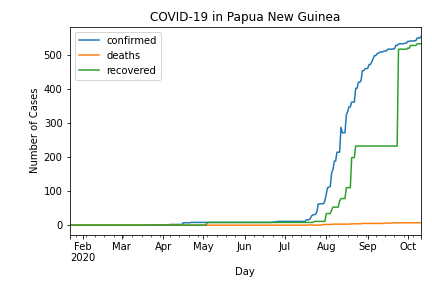 COVID-19 in Papua New Guinea
confirmed
deaths
recovered
Number of Cases
500
400
300
200
100
0
Feb Mar Apr May Jun Jul Aug Sep Oct
2020
Day